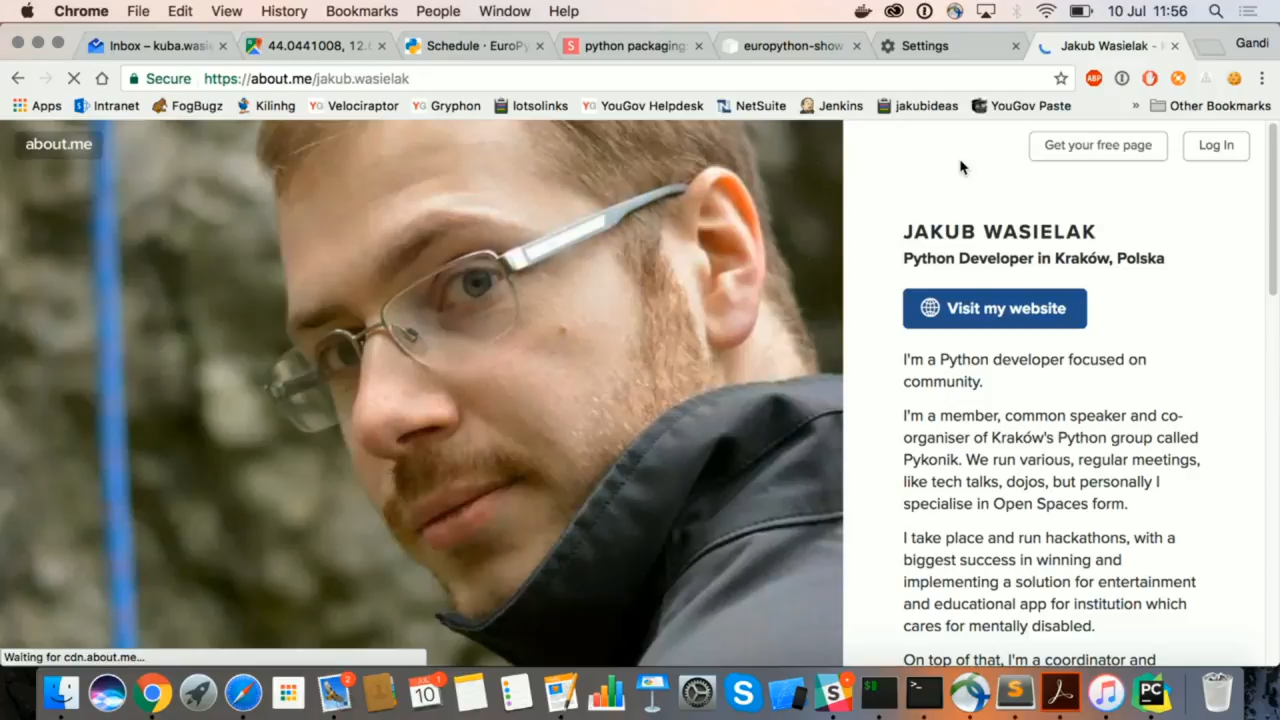 Chrome File Edit View History Bookmarks People Window Help 10 Jul 11:56
Inbox – kuba.wasie 44.0441008, 12. Schedule · EuroPy python packaging: europython-show Settings Jakub Wasielak - Gandi
Secure https://about.me/jakub.wasielak
Apps Intranet FogBugz Kilinhg YG Velociraptor YG Gryphon lotsolinks YG YouGov Helpdesk NetSuite Jenkins jakubideas YouGov Paste » Other Bookmarks
about.me
Get your free page Log In
JAKUB WASIELAK
Python Developer in Kraków, Polska
Visit my website
I'm a Python developer focused on
community.
I'm a member, common speaker and co-
organiser of Kraków's Python group called
Pykonik. We run various, regular meetings,
like tech talks, dojos, but personally I
specialise in Open Spaces form.
I take place and run hackathons, with a
biggest success in winning and
implementing a solution for entertainment
and educational app for institution which
cares for mentally disabled.
On top of that, I'm a coordinator and
Waiting for cdn.about.me...